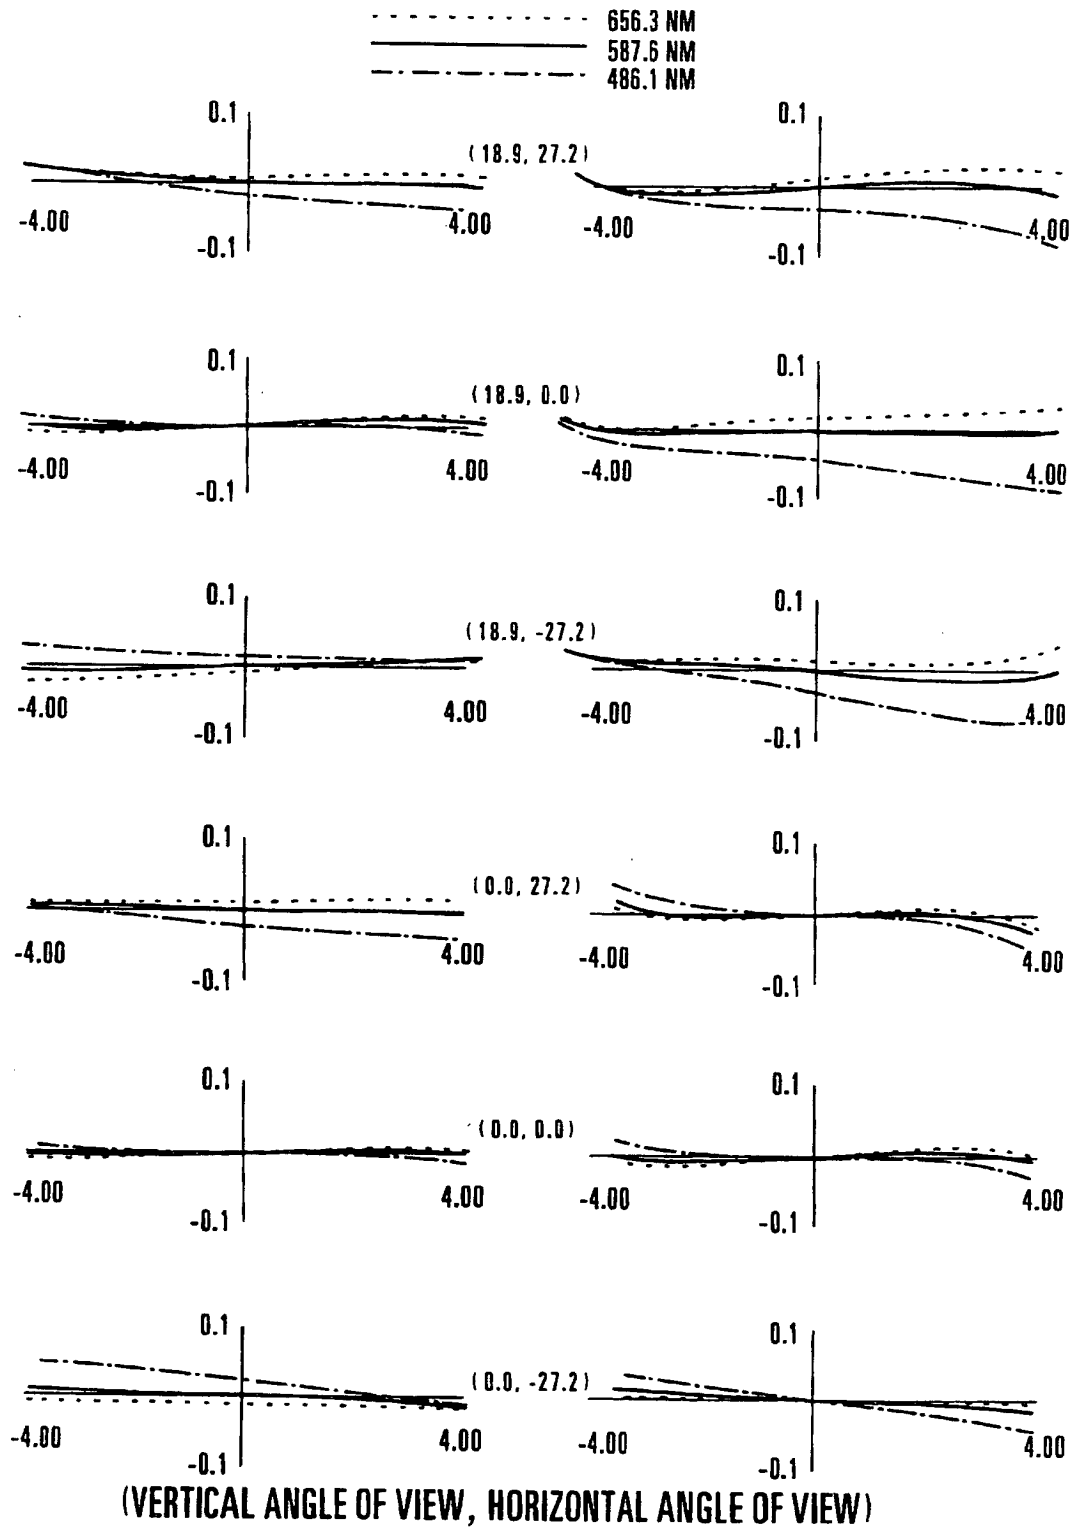 656.3 NM
587.6 NM
486.1 NM
0.1 0.1
(18.9, 27.2)
-4.00 4.00 -4.00 4.00
-0.1 -0.1
0.1 0.1
(18.9, 0.0)
-4.00 4.00 -4.00 4.00
-0.1 -0.1
0.1 0.1
(18.9, -27.2)
-4.00 4.00 -4.00 4.00
-0.1 -0.1
0.1 0.1
(0.0, 27.2)
-4.00 4.00 -4.00 4.00
-0.1 -0.1
0.1 0.1
(0.0, 0.0)
-4.00 4.00 -4.00 4.00
-0.1 -0.1
0.1 0.1
(0.0, -27.2)
-4.00 4.00 -4.00 4.00
-0.1 -0.1
(VERTICAL ANGLE OF VIEW, HORIZONTAL ANGLE OF VIEW)